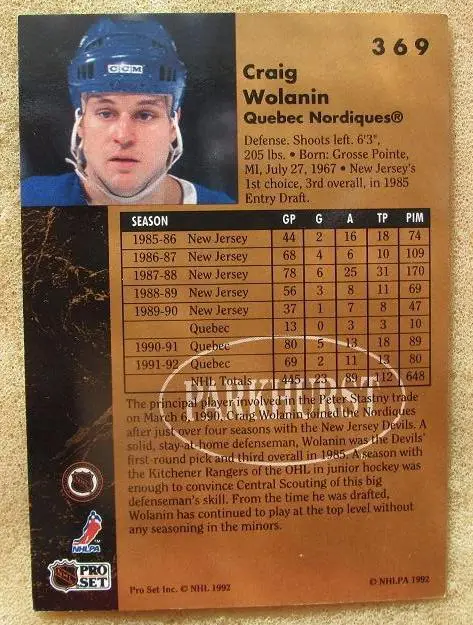 369
CCM
Craig
Wolanin
Quebec Nordiques®
Defense. Shoots left. 6'3",
205 lbs. • Born: Grosse Pointe,
MI, July 27, 1967 • New Jersey's
1st choice, 3rd overall, in 1985
Entry Draft.
SEASON GP G A TP PIM
1985-86 New Jersey 44 2 16 18 74
1986-87 New Jersey 68 4 6 10 109
1987-88 New Jersey 78 6 25 31 170
1988-89 New Jersey 56 3 8 11 69
1989-90 New Jersey 37 1 7 8 47
Quebec 13 0 3 3 10
1990-91 Quebec 80 5 13 18 89
1991-92 Quebec 69 2 11 13 80
NHL Totals 445 23 89 112 648
PARKHURST
The principal player involved in the Peter Stastny trade
on March 6, 1990, Craig Wolanin joined the Nordiques
after just over four seasons with the New Jersey Devils. A
solid, stay-at-home defenseman, Wolanin was the Devils'
first-round pick and third overall in 1985. A season with
the Kitchener Rangers of the OHL in junior hockey was
enough to convince Central Scouting of this big
defenseman's skill. From the time he was drafted,
Wolanin has continued to play at the top level without
any seasoning in the minors.
NHL
NHLPA™
NHL PRO
SET
Pro Set Inc. © NHL 1992
© NHLPA 1992